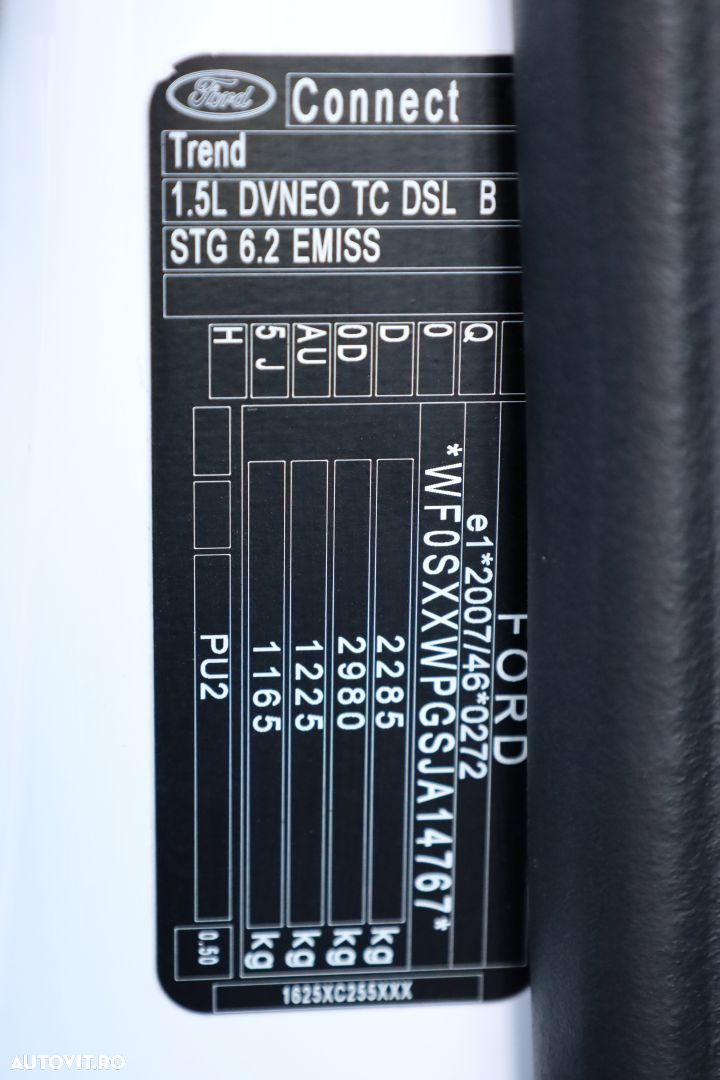 Ford
Connect
Trend
1.5L DVNEO TC DSL B
STG 6.2 EMISS
FORD
e1*2007/46*0272
*WF0SXXWPGSJA14767*
2285 kg
2980 kg
1225 kg
1165 kg
PU2
0.50
Q
0
D
0D
AU
5J
H
1625XC255XXX
AUTOVIT.RO